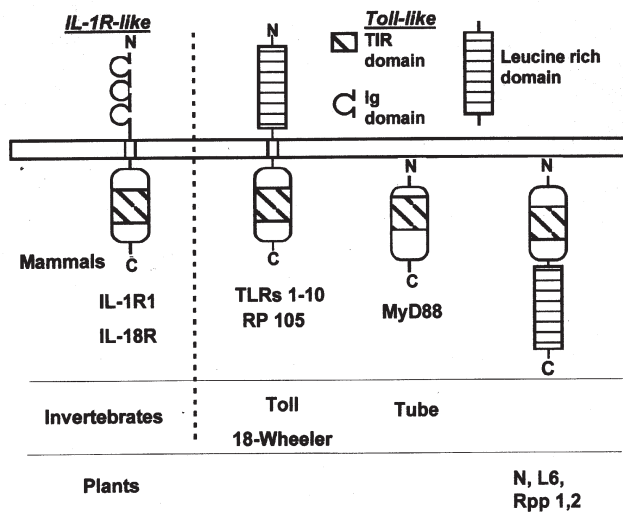 IL-1R-like
Toll-like
N
N
TIR
domain
Leucine rich
domain
Ig
domain
N
N
Mammals
C
C
C
C
IL-1R1
IL-18R
TLRs 1-10
RP 105
MyD88
Invertebrates
Toll
18-Wheeler
Tube
Plants
N, L6,
Rpp 1,2